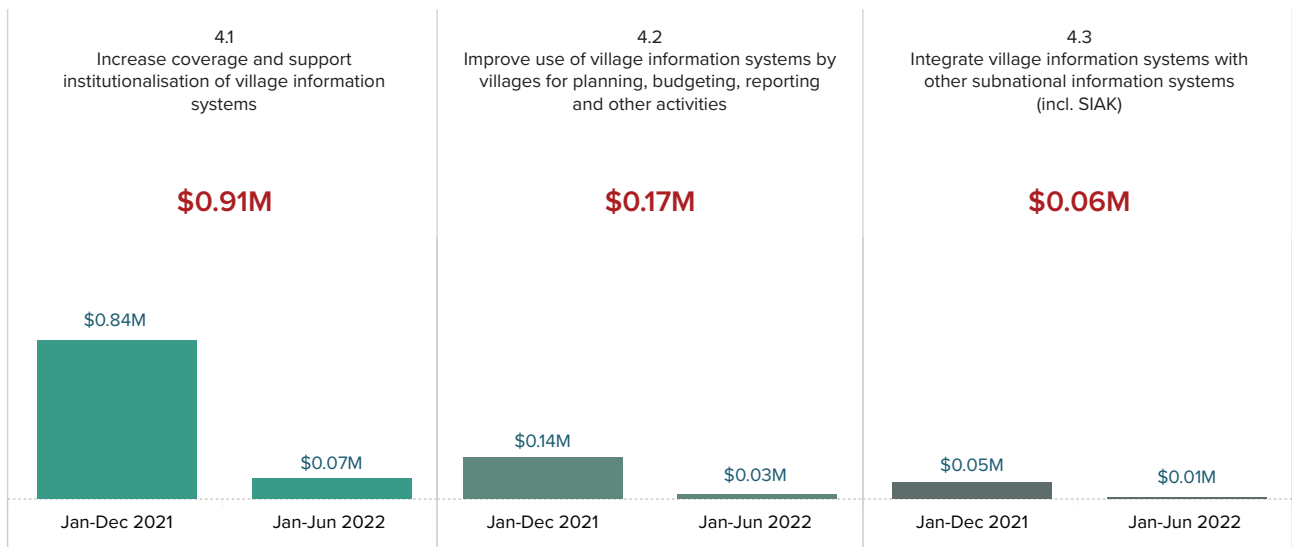 4.1
Increase coverage and support
institutionalisation of village information
systems
$0.91M
$0.84M
$0.07M
Jan-Dec 2021
Jan-Jun 2022
4.2
Improve use of village information systems by
villages for planning, budgeting, reporting
and other activities
$0.17M
$0.14M
$0.03M
Jan-Dec 2021
Jan-Jun 2022
4.3
Integrate village information systems with
other subnational information systems
(incl. SIAK)
$0.06M
$0.05M
$0.01M
Jan-Dec 2021
Jan-Jun 2022